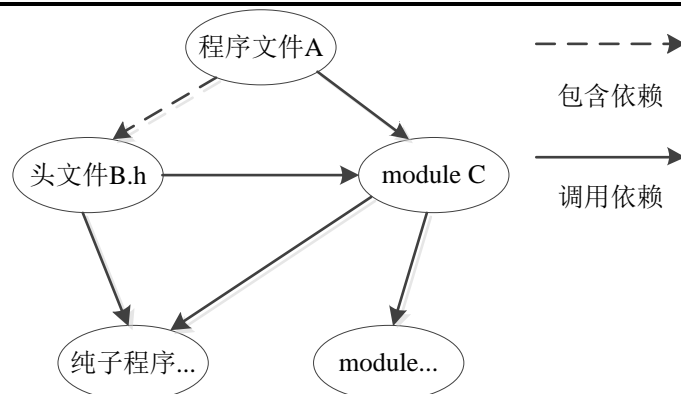 程序文件A
包含依赖
头文件B.h
module C
调用依赖
纯子程序...
module...